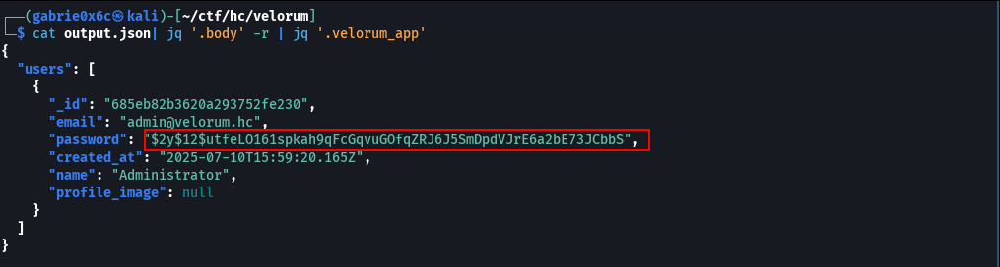 ┌──(gabrie0x6c㉿kali)-[~/ctf/hc/velorum]
└─$ cat output.json| jq '.body' -r | jq '.velorum_app'
{
  "users": [
    {
      "_id": "685eb82b3620a293752fe230",
      "email": "admin@velorum.hc",
      "password": "$2y$12$utfeLO161spkah9qFcGqvuGOfqZRJ6J5SmDpdVJrE6a2bE73JCbbS",
      "created_at": "2025-07-10T15:59:20.165Z",
      "name": "Administrator",
      "profile_image": null
    }
  ]
}